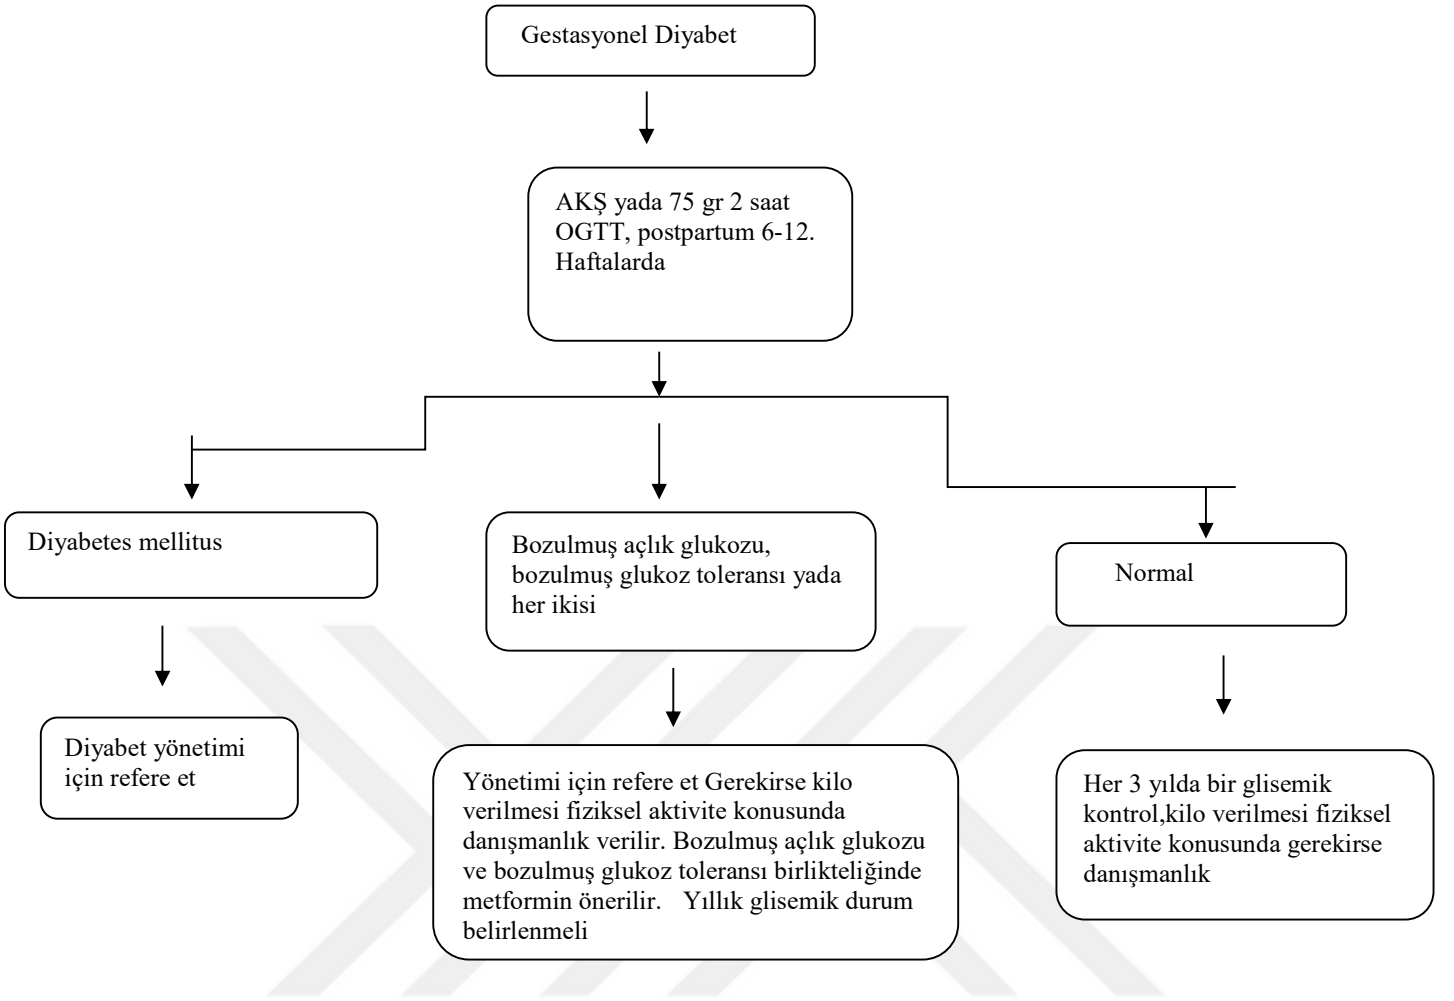 Gestasyonel Diyabet
AKŞ yada 75 gr 2 saat
OGTT, postpartum 6-12.
Haftalarda
Diyabetes mellitus
Bozulmuş açlık glukozu,
bozulmuş glukoz toleransı yada
her ikisi
Normal
Diyabet yönetimi
için refere et
Yönetimi için refere et Gerekirse kilo
verilmesi fiziksel aktivite konusunda
danışmanlık verilir. Bozulmuş açlık glukozu
ve bozulmuş glukoz toleransı birlikteliğinde
metformin önerilir. Yıllık glisemik durum
belirlenmeli
Her 3 yılda bir glisemik
kontrol,kilo verilmesi fiziksel
aktivite konusunda gerekirse
danışmanlık